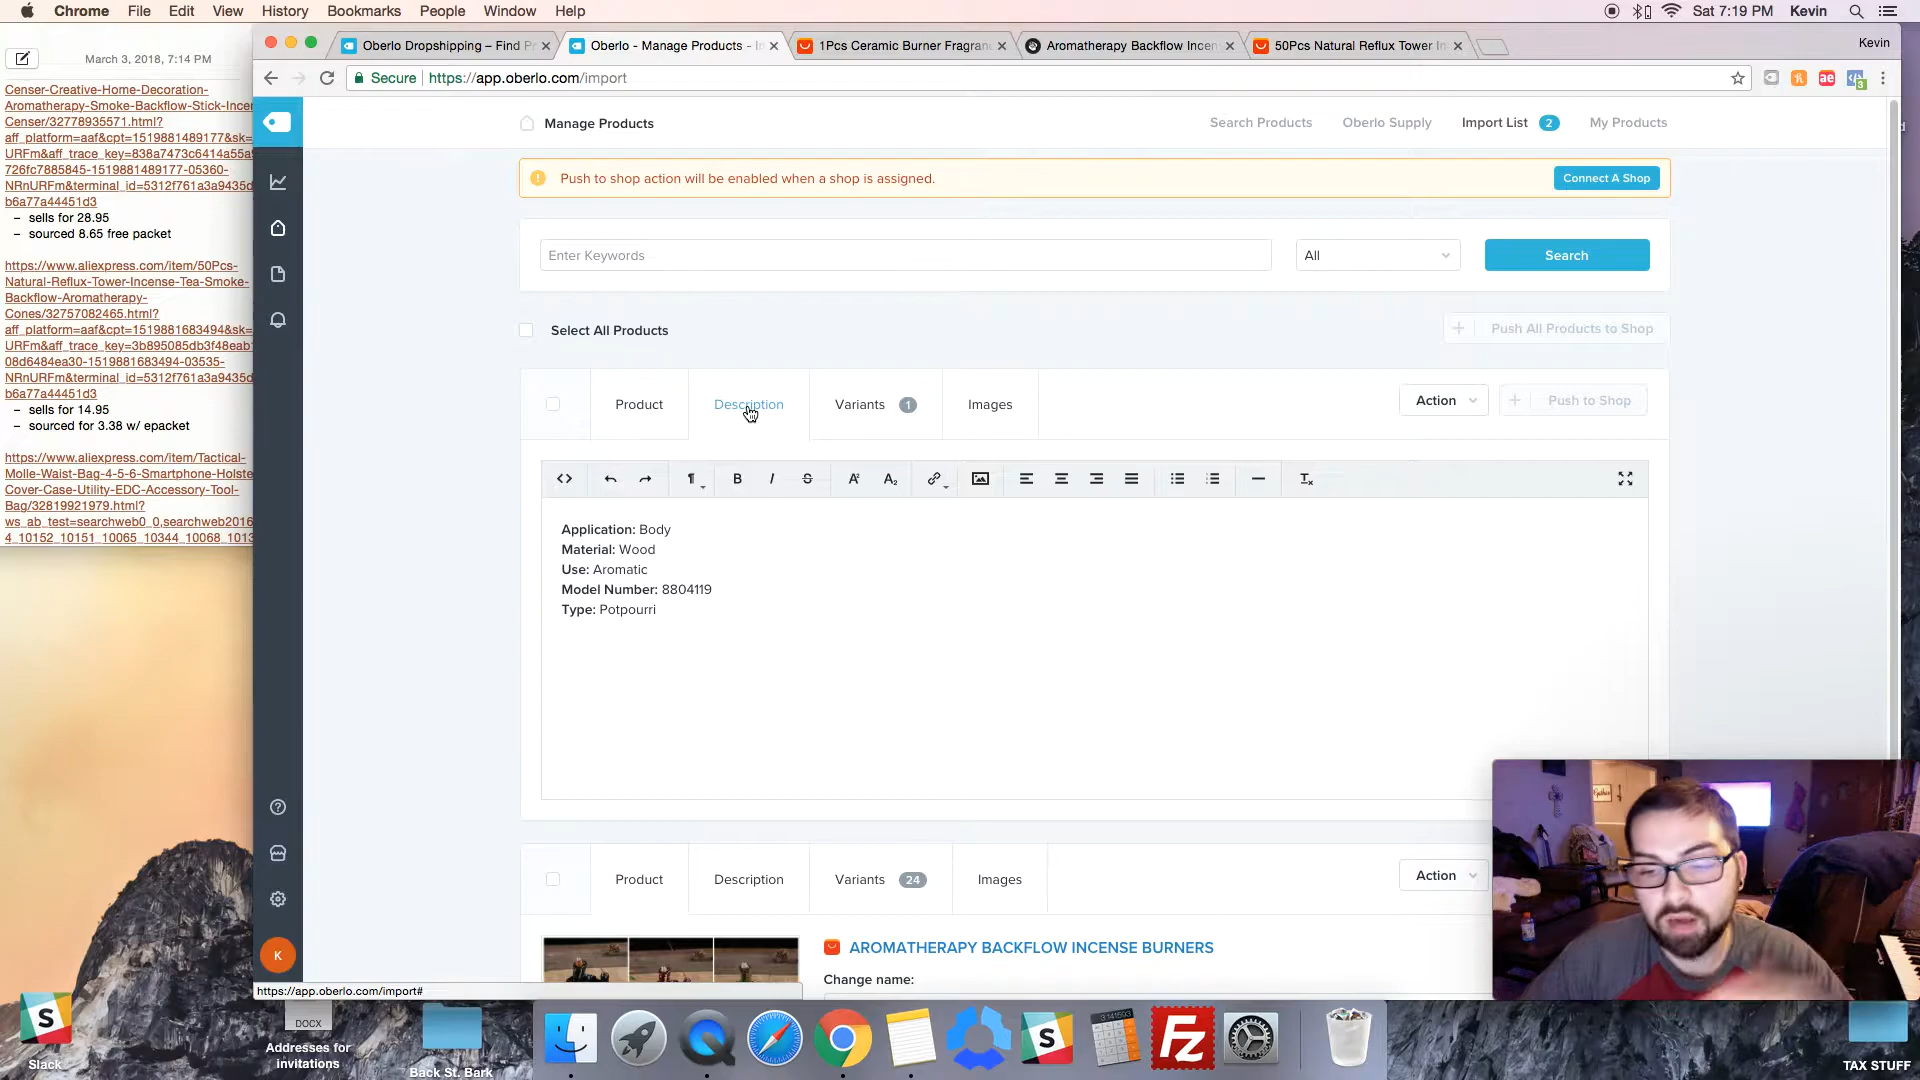 Chrome File Edit View History Bookmarks People Window Help
Sat 7:19 PM Kevin
March 3, 2018, 7:14 PM
Censer-Creative-Home-Decoration-
Aromatherapy-Smoke-Backflow-Stick-Incen
Censer/32778935571.html?
aff_platform=aaf&cpt=1519881489177&sk=
URFm&aff_trace_key=838a7473c6414a55a9
726fc7885845-1519881489177-05360-
NRnURFm&terminal_id=5312f761a3a9435d
b6a77a44451d3
– sells for 28.95
– sourced 8.65 free packet
https://www.aliexpress.com/item/50Pcs-
Natural-Reflux-Tower-Incense-Tea-Smoke-
Backflow-Aromatherapy-
Cones/32757082465.html?
aff_platform=aaf&cpt=1519881683494&sk=
URFm&aff_trace_key=3b895085db3f48eab
08d6484ea30-1519881683494-03535-
NRnURFm&terminal_id=5312f761a3a9435d
b6a77a44451d3
– sells for 14.95
– sourced for 3.38 w/ epacket
https://www.aliexpress.com/item/Tactical-
Molle-Waist-Bag-4-5-6-Smartphone-Holste
Cover-Case-Utility-EDC-Accessory-Tool-
Bag/32819921979.html?
ws_ab_test=searchweb0_0,searchweb2016
4_10152_10151_10065_10344_10068_1013
Oberlo Dropshipping – Find P
Oberlo - Manage Products - I
1Pcs Ceramic Burner Fragran
Aromatherapy Backflow Incen
50Pcs Natural Reflux Tower In
Kevin
Secure https://app.oberlo.com/import
ae
3
Manage Products
Search Products Oberlo Supply Import List 2 My Products
Push to shop action will be enabled when a shop is assigned.
Connect A Shop
Enter Keywords
All
Search
Select All Products
Push All Products to Shop
Product Description Variants 1 Images
Action
Push to Shop
Application: Body
Material: Wood
Use: Aromatic
Model Number: 8804119
Type: Potpourri
Product Description Variants 24 Images
Action
AROMATHERAPY BACKFLOW INCENSE BURNERS
Change name:
K
https://app.oberlo.com/import#
S
Slack
DOCX
Addresses for
invitations
Back St. Bark
S
Fz
TAX STUFF